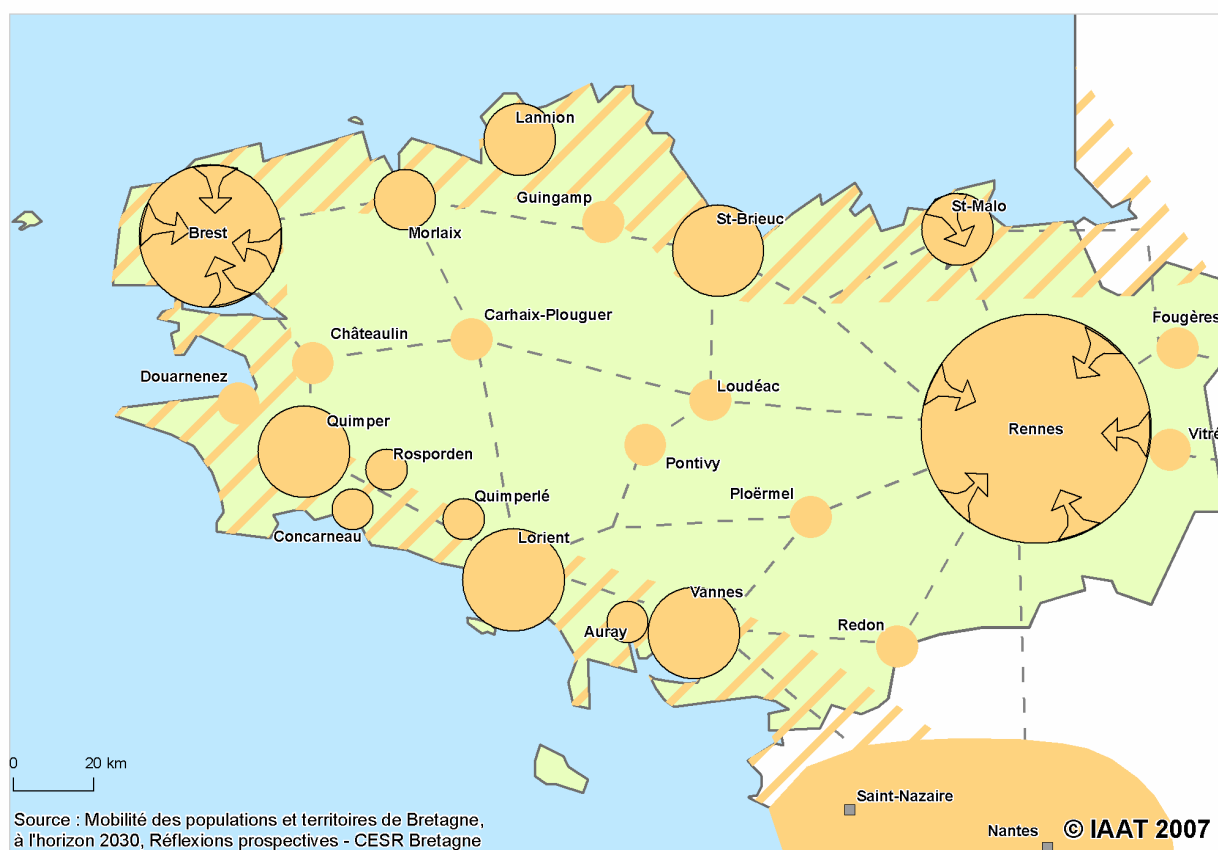 Lannion
Guingamp
St-Malo
St-Brieuc
Brest
Morlaix
Carhaix-Plouguer
Fougères
Châteaulin
Douarnenez
Loudéac
Quimper
Rennes
Vitré
Rosporden
Pontivy
Quimperlé
Ploërmel
Concarneau
Lorient
Vannes
Auray
Redon
0 20 km
Saint-Nazaire
Source : Mobilité des populations et territoires de Bretagne,
à l'horizon 2030, Réflexions prospectives - CESR Bretagne
Nantes
© IAAT 2007